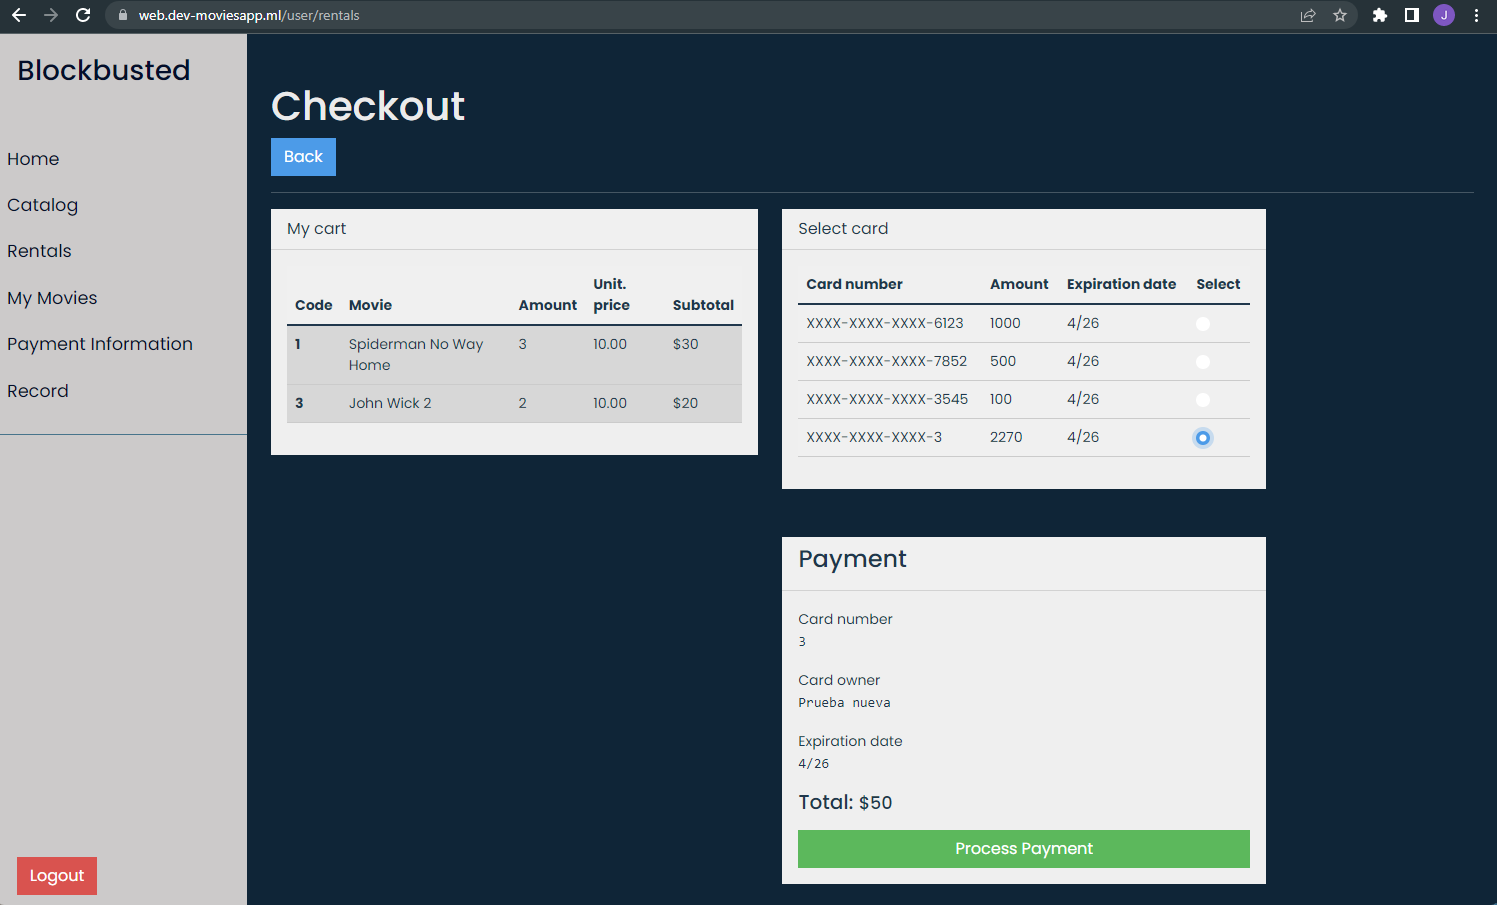 web.dev-moviesapp.ml/user/rentals
J
Blockbusted
Home
Catalog
Rentals
My Movies
Payment Information
Record
Logout
Checkout
Back
My cart
Code Movie Amount Unit. price Subtotal
1 Spiderman No Way Home 3 10.00 $30
3 John Wick 2 2 10.00 $20
Select card
Card number Amount Expiration date Select
XXXX-XXXX-XXXX-6123 1000 4/26
XXXX-XXXX-XXXX-7852 500 4/26
XXXX-XXXX-XXXX-3545 100 4/26
XXXX-XXXX-XXXX-3 2270 4/26
Payment
Card number
3
Card owner
Prueba nueva
Expiration date
4/26
Total: $50
Process Payment